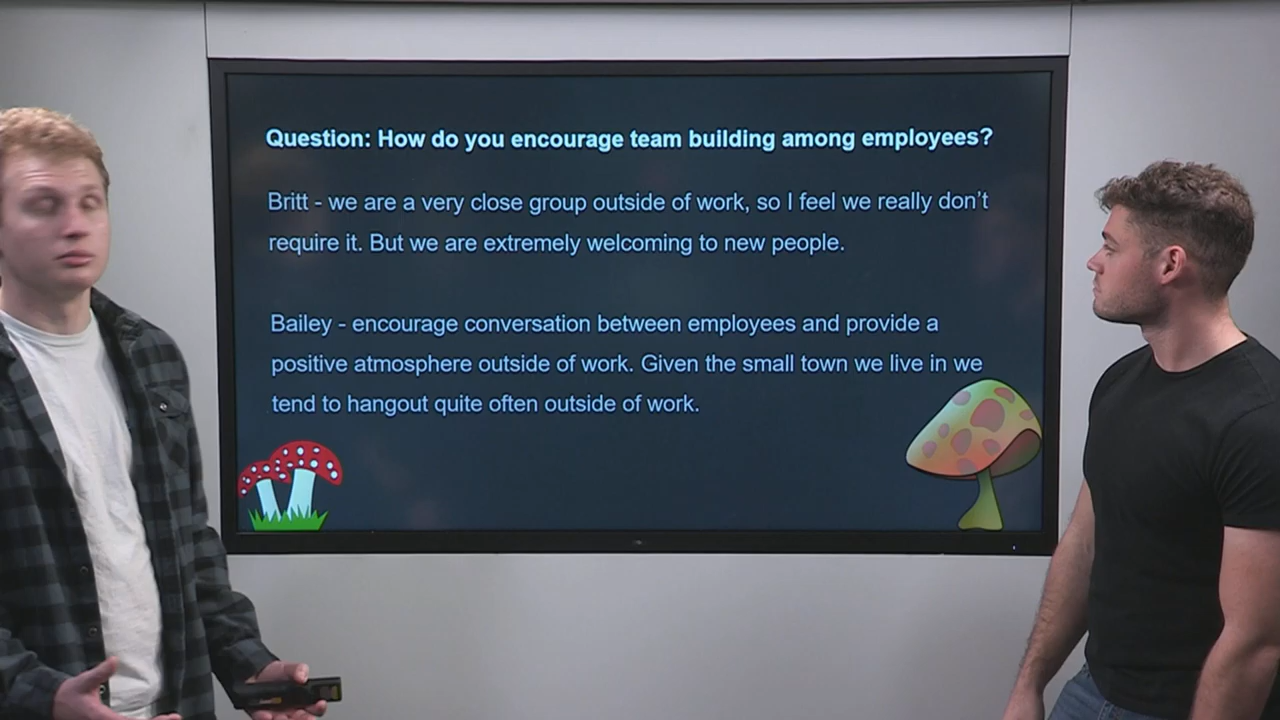 Question: How do you encourage team building among employees?
Britt - we are a very close group outside of work, so I feel we really don’t
require it. But we are extremely welcoming to new people.
Bailey - encourage conversation between employees and provide a
positive atmosphere outside of work. Given the small town we live in we
tend to hangout quite often outside of work.